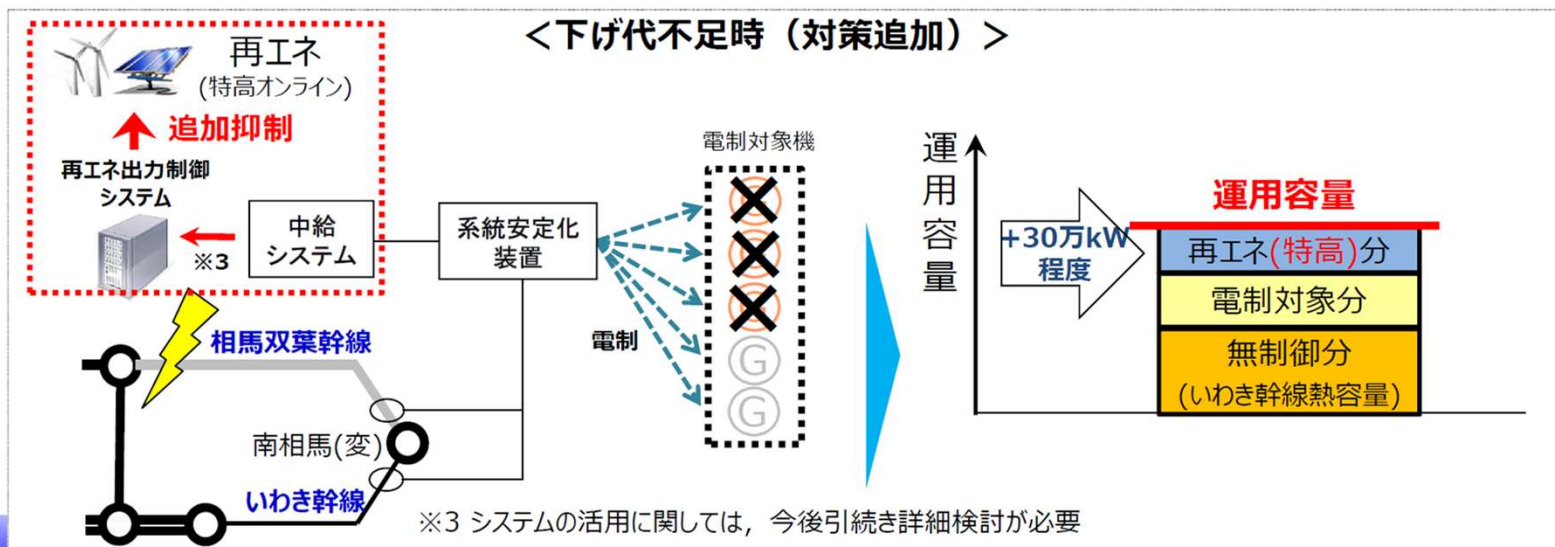 <下げ代不足時（対策追加）>
再エネ
(特高オンライン)
追加抑制
再エネ出力制御
システム
※3
中給
システム
系統安定化
装置
電制対象機
G
G
G
G
G
電制
相馬双葉幹線
南相馬(変)
いわき幹線
運用容量
+30万kW
程度
運用容量
再エネ(特高)分
電制対象分
無制御分
(いわき幹線熱容量)
※3 システムの活用に関しては，今後引続き詳細検討が必要